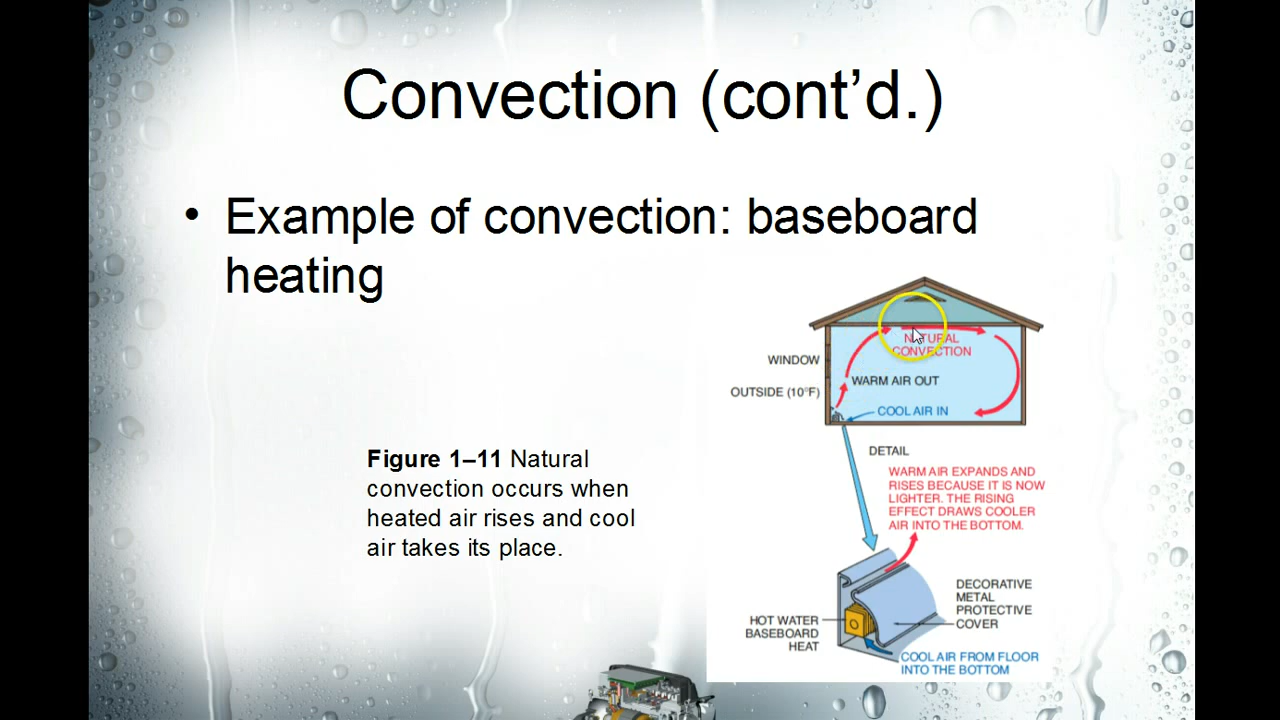 Convection (cont’d.)
• Example of convection: baseboard
heating
Figure 1–11 Natural
convection occurs when
heated air rises and cool
air takes its place.
NATURAL
CONVECTION
WINDOW
WARM AIR OUT
OUTSIDE (10°F)
COOL AIR IN
DETAIL
WARM AIR EXPANDS AND
RISES BECAUSE IT IS NOW
LIGHTER. THE RISING
EFFECT DRAWS COOLER
AIR INTO THE BOTTOM.
DECORATIVE
METAL
PROTECTIVE
COVER
HOT WATER
BASEBOARD
HEAT
COOL AIR FROM FLOOR
INTO THE BOTTOM